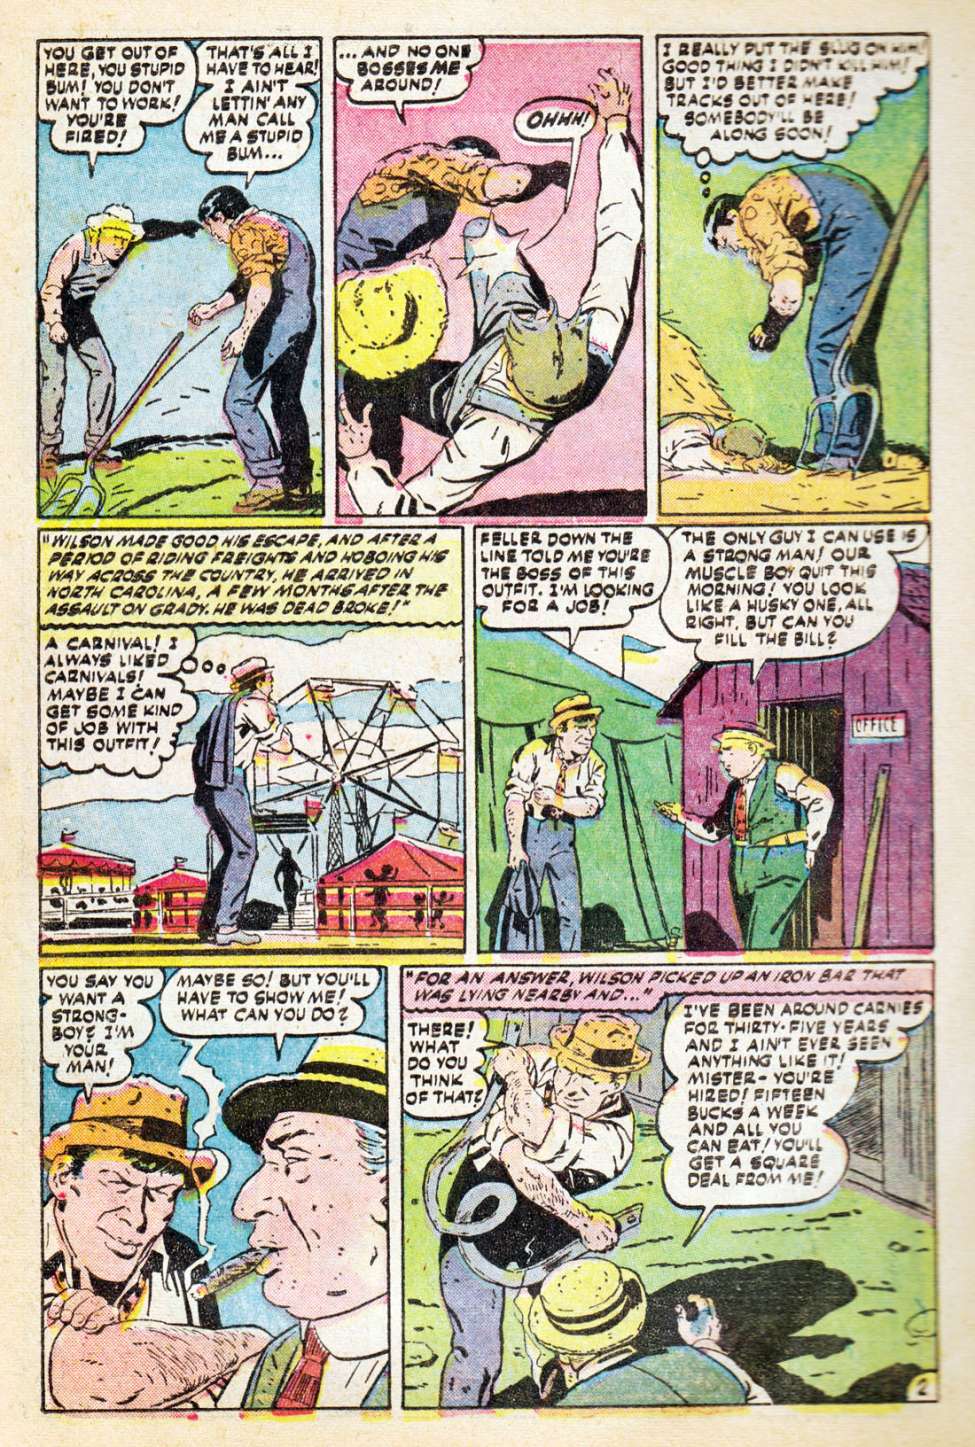 YOU GET OUT OF
HERE, YOU STUPID
BUM! YOU DON'T
WANT TO WORK!
YOU'RE
FIRED!
THAT'S ALL I
HAVE TO HEAR!
I AIN'T
LETTIN' ANY
MAN CALL
ME A STUPID
BUM...
...AND NO ONE
BOSSES ME
AROUND!
OHHH!
I REALLY PUT THE SLUG ON HIM!
GOOD THING I DIDN'T KILL HIM!
BUT I'D BETTER MAKE
TRACKS OUT OF HERE!
SOMEBODY'LL BE
ALONG SOON!
"WILSON MADE GOOD HIS ESCAPE, AND AFTER A
PERIOD OF RIDING FREIGHTS AND HOBOING HIS
WAY ACROSS THE COUNTRY, HE ARRIVED IN
NORTH CAROLINA, A FEW MONTHS AFTER THE
ASSAULT ON GRADY. HE WAS DEAD BROKE!"
A CARNIVAL! I
ALWAYS LIKED
CARNIVALS!
MAYBE I CAN
GET SOME KIND
OF JOB WITH
THIS OUTFIT!
FELLER DOWN THE
LINE TOLD ME YOU'RE
THE BOSS OF THIS
OUTFIT. I'M LOOKING
FOR A JOB!
THE ONLY GUY I CAN USE IS
A STRONG MAN! OUR
MUSCLE BOY QUIT THIS
MORNING! YOU LOOK
LIKE A HUSKY ONE, ALL
RIGHT, BUT CAN YOU
FILL THE BILL?
OFFICE
YOU SAY YOU
WANT A
STRONG-
BOY? I'M
YOUR
MAN!
MAYBE SO! BUT YOU'LL
HAVE TO SHOW ME!
WHAT CAN YOU DO?
"FOR AN ANSWER, WILSON PICKED UP AN IRON BAR THAT
WAS LYING NEARBY AND..."
THERE!
WHAT
DO YOU
THINK
OF THAT?
I'VE BEEN AROUND CARNIES
FOR THIRTY-FIVE YEARS
AND I AIN'T EVER SEEN
ANYTHING LIKE IT!
MISTER- YOU'RE
HIRED! FIFTEEN
BUCKS A WEEK
AND ALL YOU
CAN EAT! YOU'LL
GET A SQUARE
DEAL FROM ME!
2